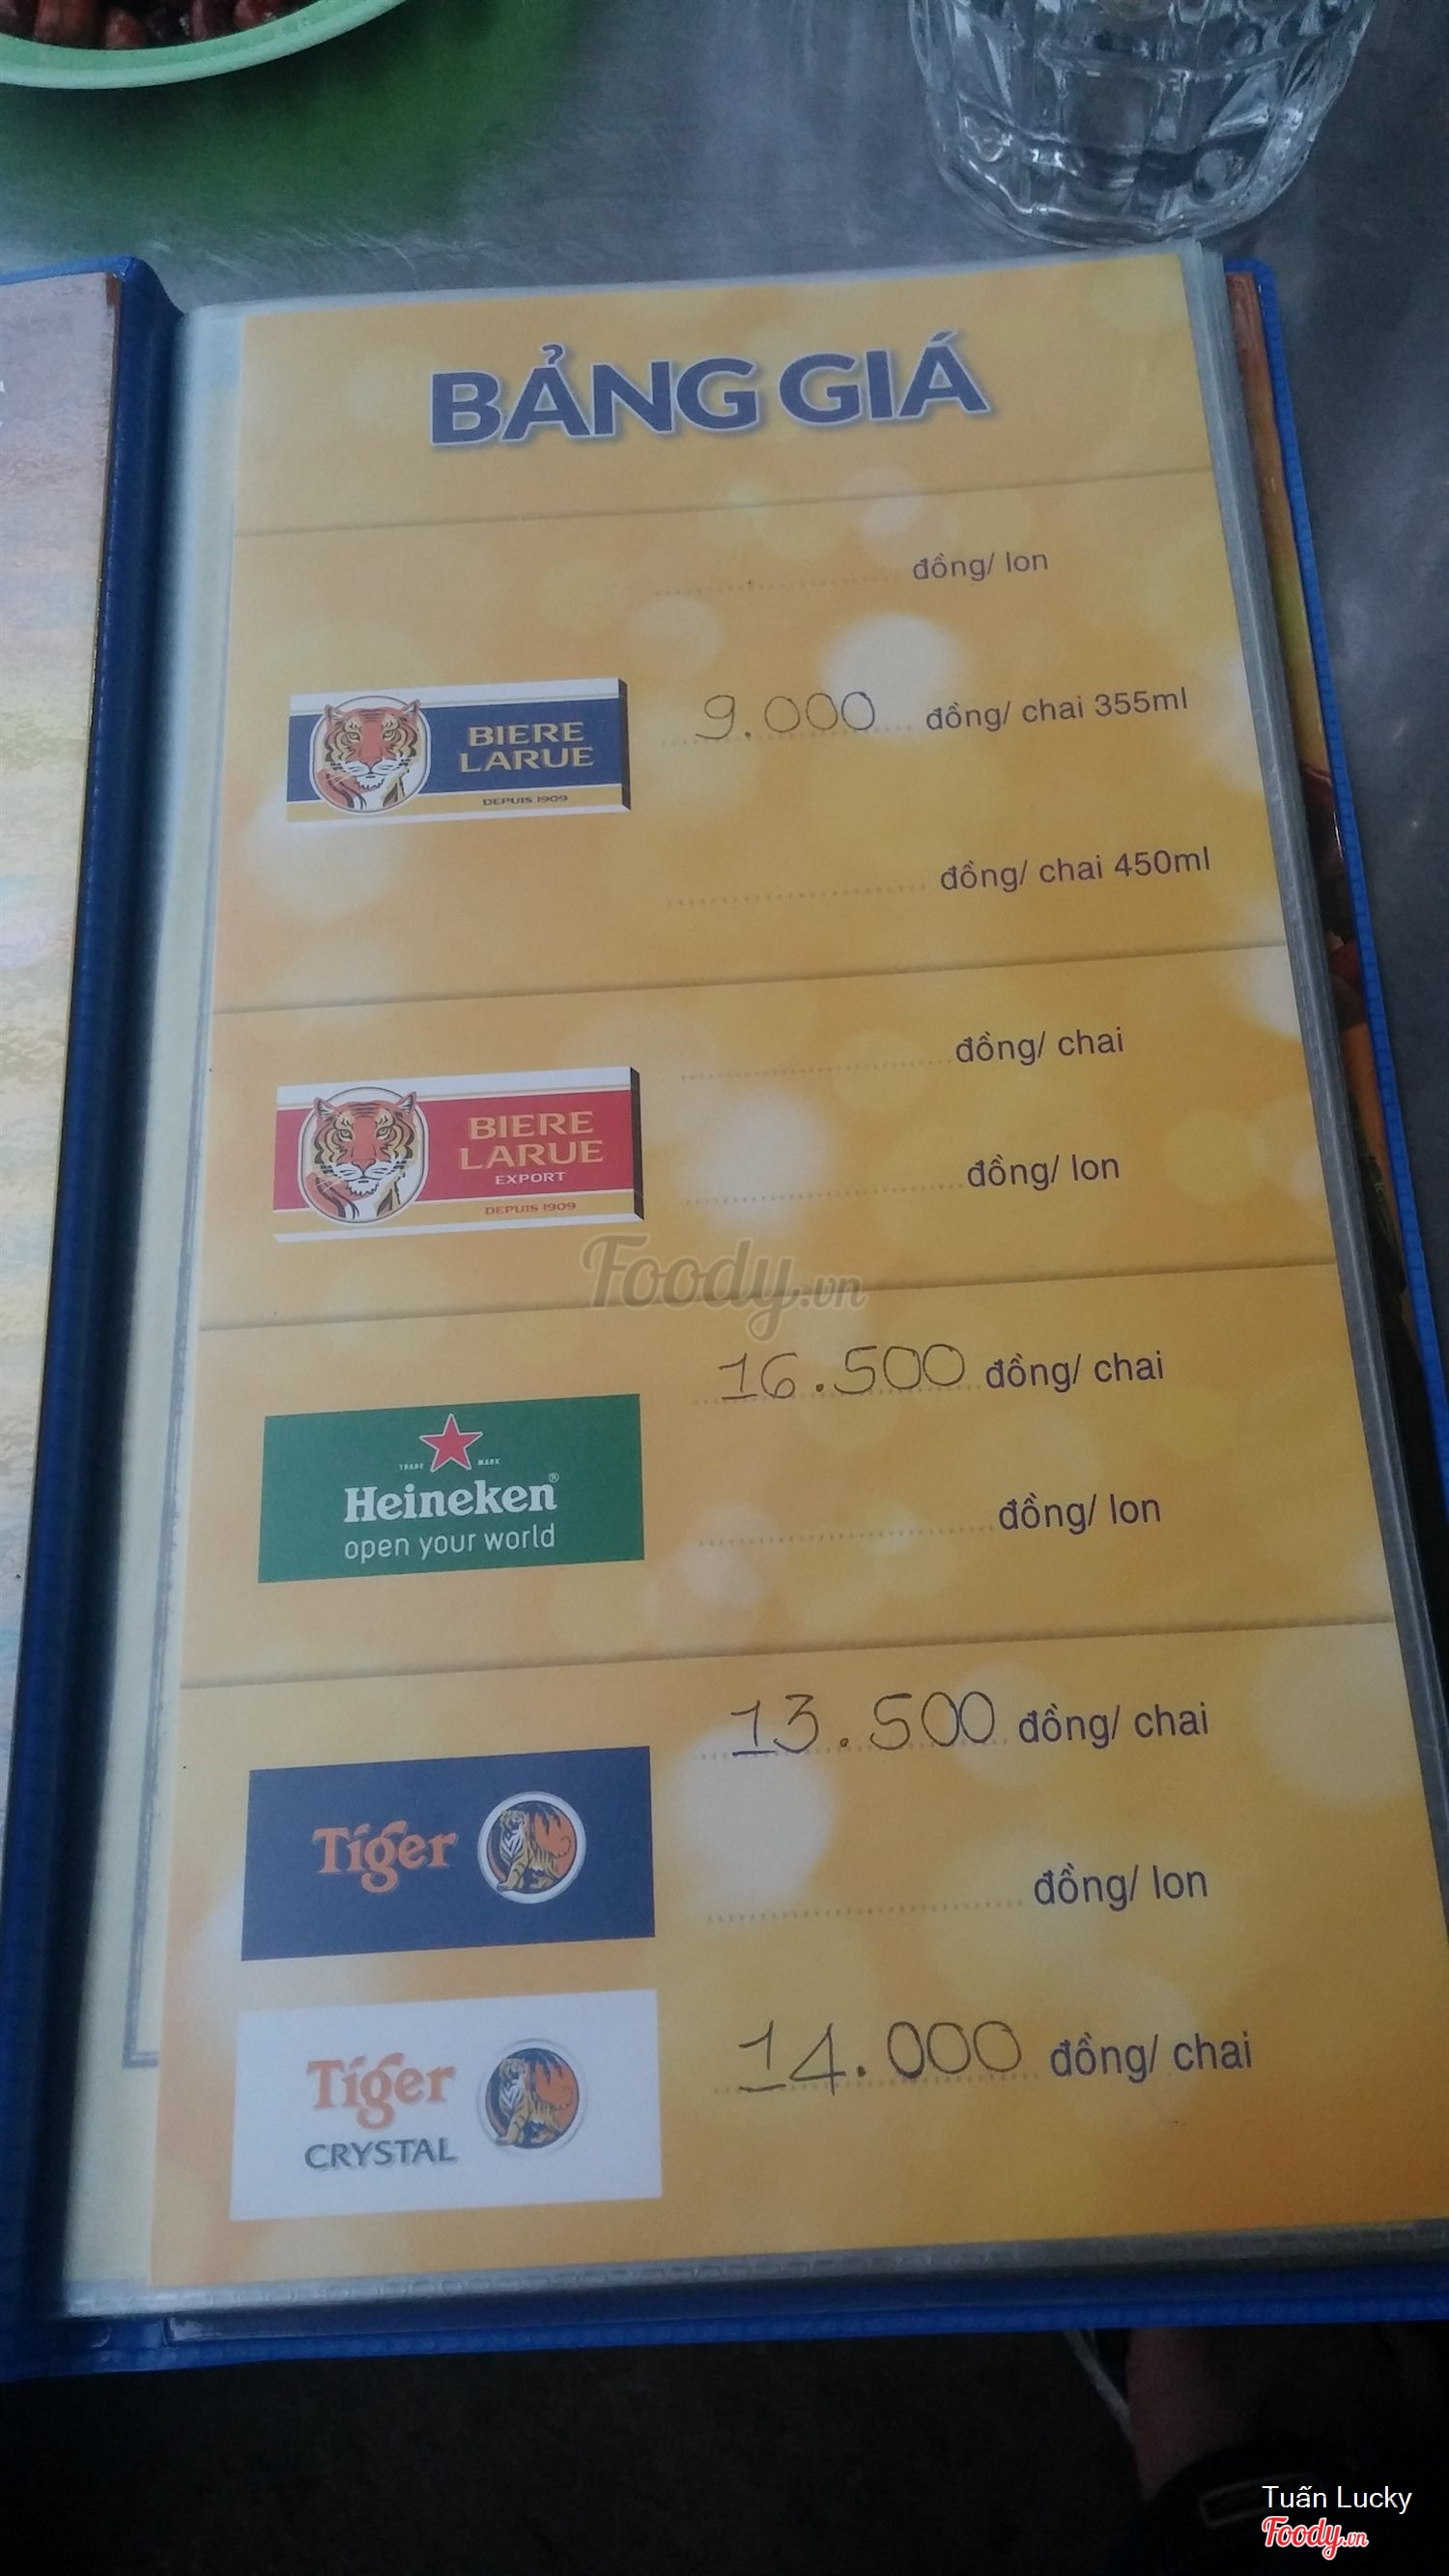 BẢNG GIÁ
đồng/ lon
BIERE
LARUE
DEPUIS 1909
9.000 đồng/ chai 355ml
đồng/ chai 450ml
đồng/ chai
BIERE
LARUE
EXPORT
DEPUIS 1909
đồng/ lon
Foody.vn
16.500 đồng/ chai
TRADE MARK
Heineken®
open your world
đồng/ lon
13.500 đồng/ chai
Tiger
đồng/ lon
14.000 đồng/ chai
Tiger
CRYSTAL
Tuấn Lucky
Foody.vn